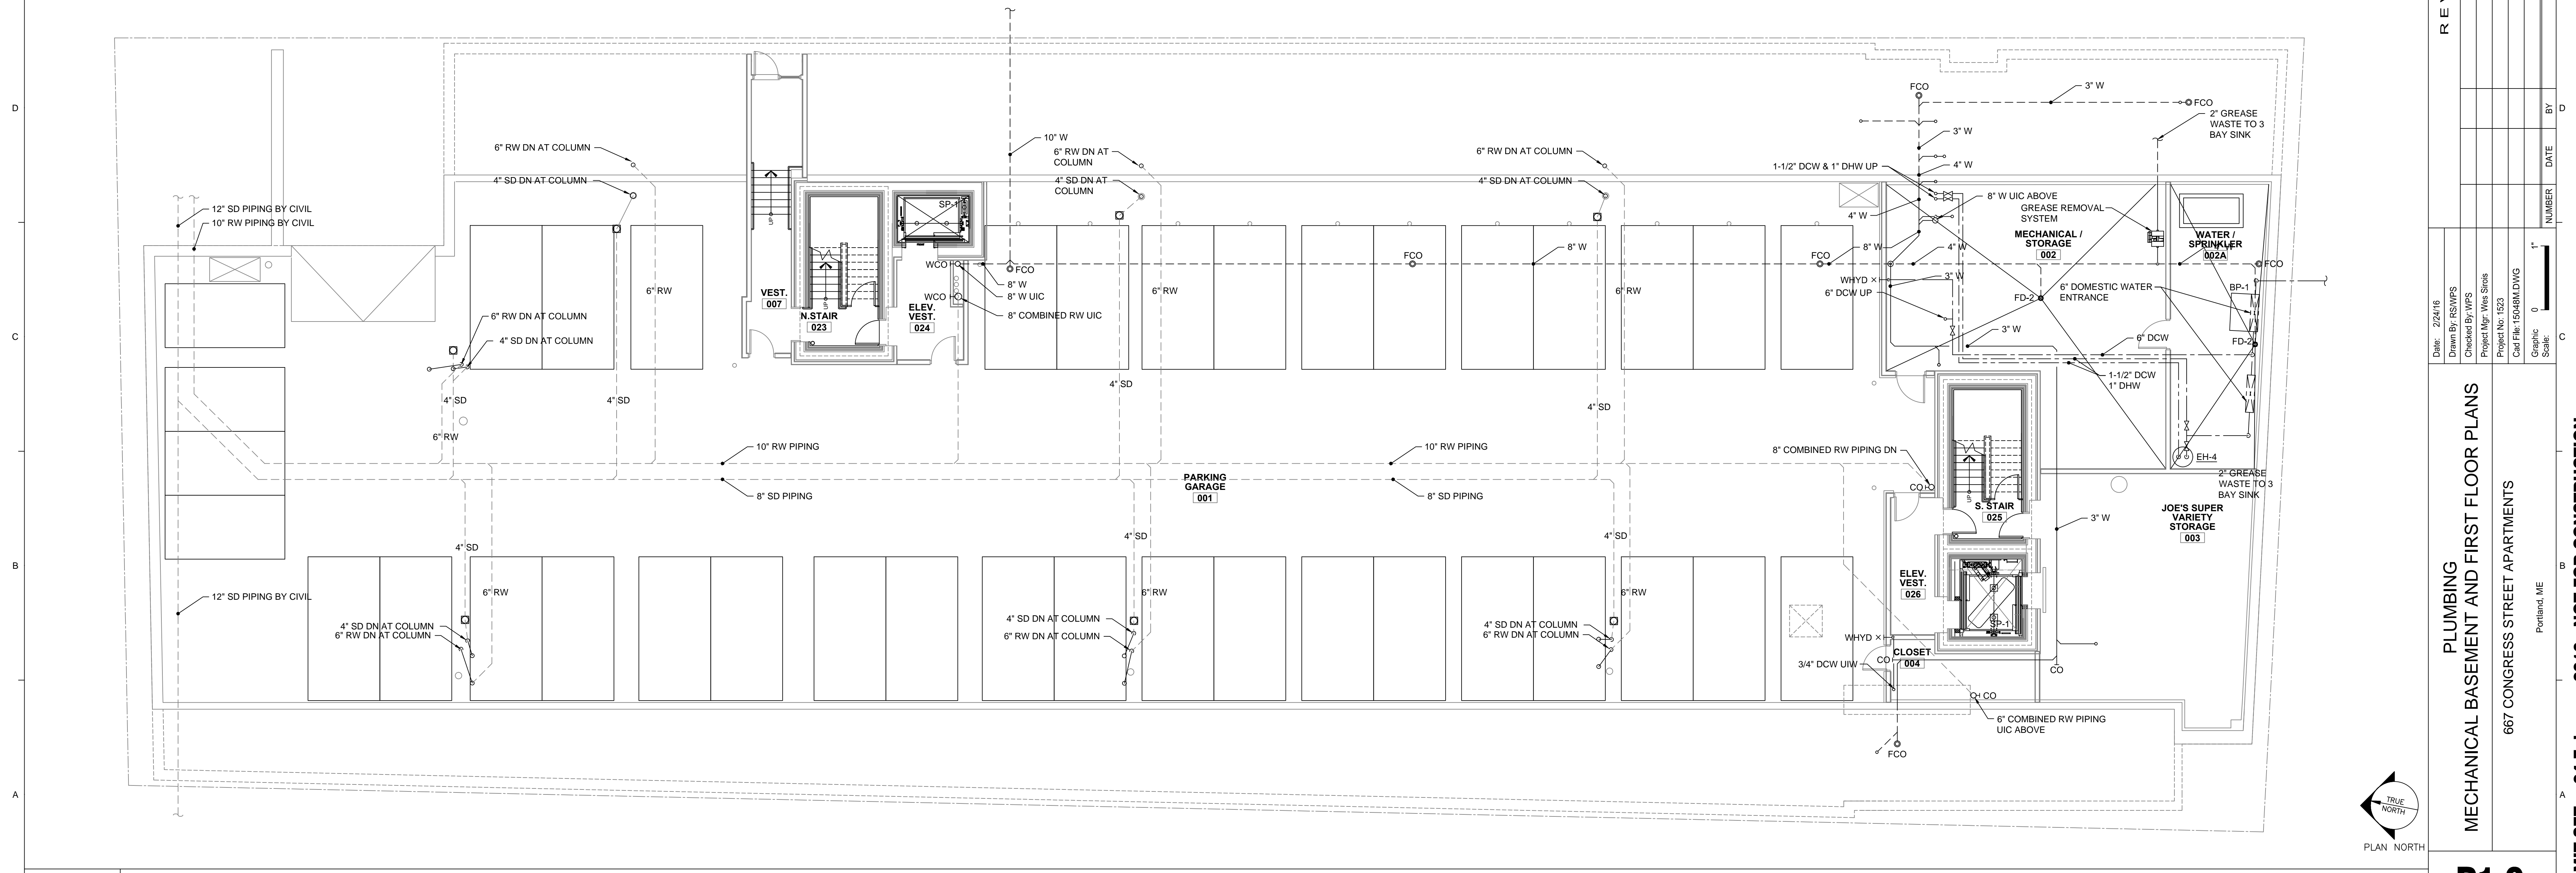 D
C
B
A
12" SD PIPING BY CIVIL
10" RW PIPING BY CIVIL
6" RW DN AT COLUMN
4" SD DN AT COLUMN
6" RW DN AT COLUMN
4" SD DN AT COLUMN
4" SD
6" RW
4" SD
6" RW
UP
VEST.
007
N.STAIR
023
UP
ELEV.
VEST.
024
SP-1
WCO
WCO
FCO
8" W
8" W UIC
8" COMBINED RW UIC
10" W
6" RW DN AT
COLUMN
4" SD DN AT
COLUMN
6" RW
4" SD
FCO
8" W
6" RW DN AT COLUMN
4" SD DN AT COLUMN
6" RW
4" SD
FCO
8" W
10" RW PIPING
8" SD PIPING
PARKING
GARAGE
001
10" RW PIPING
8" SD PIPING
8" COMBINED RW PIPING DN
CO
12" SD PIPING BY CIVIL
4" SD
6" RW
4" SD DN AT COLUMN
6" RW DN AT COLUMN
4" SD
6" RW
4" SD DN AT COLUMN
6" RW DN AT COLUMN
4" SD
6" RW
4" SD DN AT COLUMN
6" RW DN AT COLUMN
FCO
3" W
FCO
3" W
4" W
2" GREASE
WASTE TO 3
BAY SINK
1-1/2" DCW & 1" DHW UP
8" W UIC ABOVE
4" W
GREASE REMOVAL
SYSTEM
MECHANICAL /
STORAGE
002
WATER /
SPRINKLER
002A
4" W
FCO
3" W
WHYD
6" DCW UP
FD-2
6" DOMESTIC WATER
ENTRANCE
BP-1
3" W
6" DCW
FD-2
1-1/2" DCW
1" DHW
EH-4
2" GREASE
WASTE TO 3
BAY SINK
UP
S. STAIR
025
3" W
JOE'S SUPER
VARIETY
STORAGE
003
ELEV.
VEST.
026
SP-1
WHYD
CLOSET
004
CO
3/4" DCW UIW
CO
CO
6" COMBINED RW PIPING
UIC ABOVE
FCO
TRUE
NORTH
PLAN NORTH
NUMBER
DATE
BY
Date: 2/24/16
Drawn By: RSI/WPS
Checked By: WPS
Project Mgr: Wes Sirois
Project No: 1523
Cad File: 15048M.DWG
Graphic
Scale:
0
1"
PLUMBING
MECHANICAL BASEMENT AND FIRST FLOOR PLANS
667 CONGRESS STREET APARTMENTS
Portland, ME
D
C
B
A